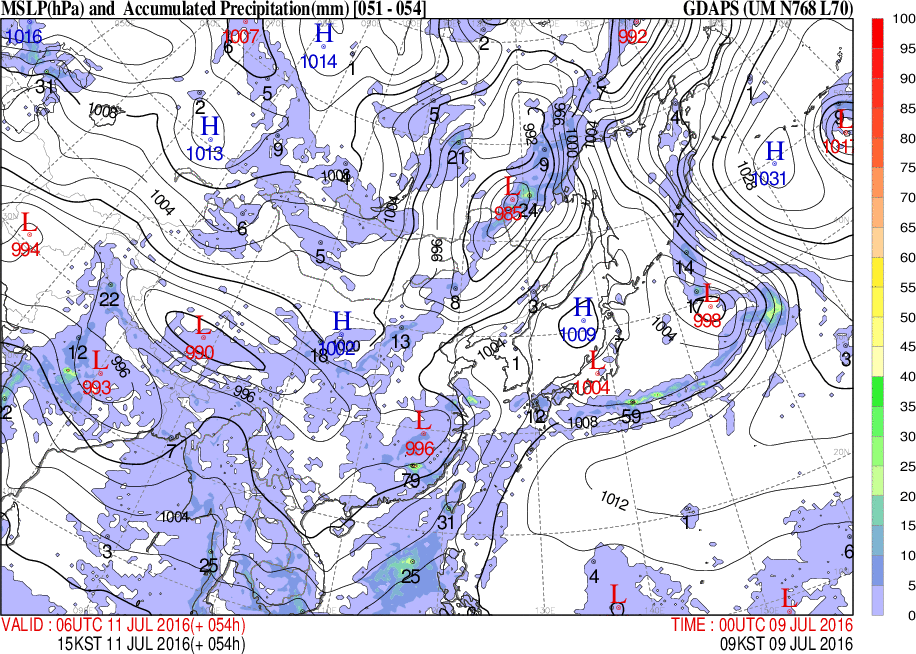 MSLP(hPa) and Accumulated Precipitation(mm) [051 - 054] GDAPS (UM N768 L70)
1016 1007 H 2 992 100
6 1014 1 95
31 2 5 5 4 1 90
1008 H 996 4 9 L 85
1013 9 992 1000 1004 H 80
21 9 1028 1031 75
1008 4 L 70
1004 1004 985 24 65
L 6 7 60
994 5 996 14 55
22 8 3 H L 50
L H 17 998 45
12 990 1002 13 1009 7 1004 3 40
L 996 18 1004 1 L 35
993 996 1004 30
2 L 12 1008 59 25
7 996 20
79 1012 15
1004 31 1 10
3 25 25 4 6 5
L L 0
VALID : 06UTC 11 JUL 2016(+ 054h) TIME : 00UTC 09 JUL 2016
15KST 11 JUL 2016(+ 054h) 09KST 09 JUL 2016